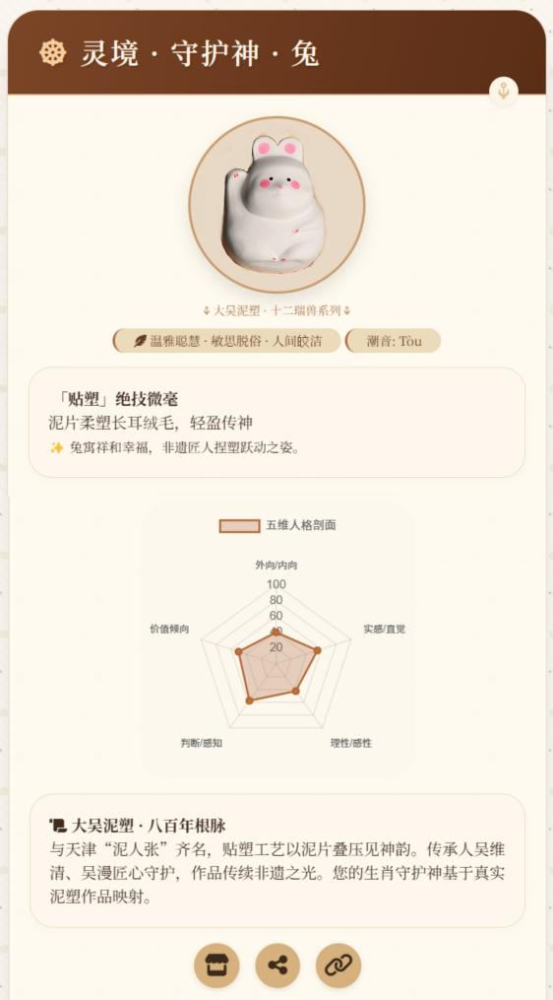 灵境 · 守护神 · 兔
大吴泥塑 · 十二瑞兽系列
温雅聪慧 · 敏思脱俗 · 人间皎洁
潮音: Tòu
「贴塑」绝技微毫
泥片柔塑长耳绒毛，轻盈传神
兔寓祥和幸福，非遗匠人捏塑跃动之姿。
五维人格剖面
外向/内向
100
80
60
40
20
价值倾向
实感/直觉
判断/感知
理性/感性
大吴泥塑 · 八百年根脉
与天津“泥人张”齐名，贴塑工艺以泥片叠压见神韵。传承人吴维
清、吴漫匠心守护，作品传续非遗之光。您的生肖守护神基于真实
泥塑作品映射。